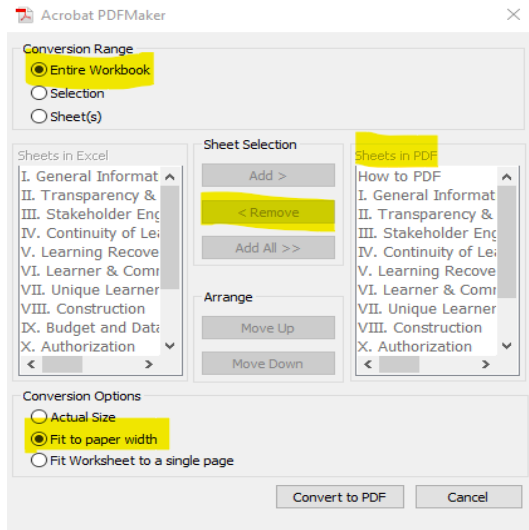 Acrobat PDFMaker
Conversion Range
Entire Workbook
Selection
Sheet(s)
Sheets in Excel
I. General Informat
II. Transparency &
III. Stakeholder Eng
IV. Continuity of Lea
V. Learning Recove
VI. Learner & Comr
VII. Unique Learner
VIII. Construction
IX. Budget and Data
X. Authorization
Sheet Selection
Add >
< Remove
Add All >>
Arrange
Move Up
Move Down
Sheets in PDF
How to PDF
I. General Informat
II. Transparency &
III. Stakeholder Eng
IV. Continuity of Lea
V. Learning Recove
VI. Learner & Comr
VII. Unique Learner
VIII. Construction
X. Authorization
Conversion Options
Actual Size
Fit to paper width
Fit Worksheet to a single page
Convert to PDF
Cancel